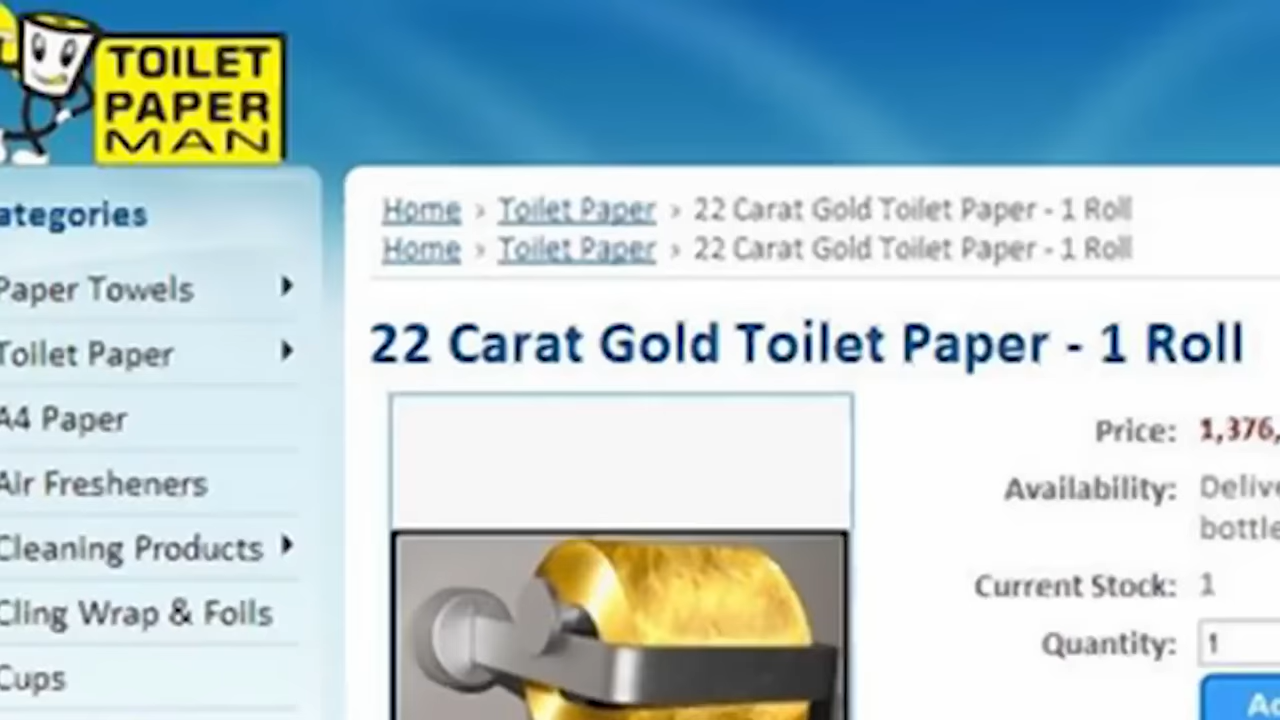 TOILET
PAPER
MAN
ategories
Paper Towels
Toilet Paper
A4 Paper
Air Fresheners
Cleaning Products
Cling Wrap & Foils
Cups
Home > Toilet Paper > 22 Carat Gold Toilet Paper - 1 Roll
Home > Toilet Paper > 22 Carat Gold Toilet Paper - 1 Roll
22 Carat Gold Toilet Paper - 1 Roll
Price: 1,376,
Availability: Delive
bottle
Current Stock: 1
Quantity: 1
Ad